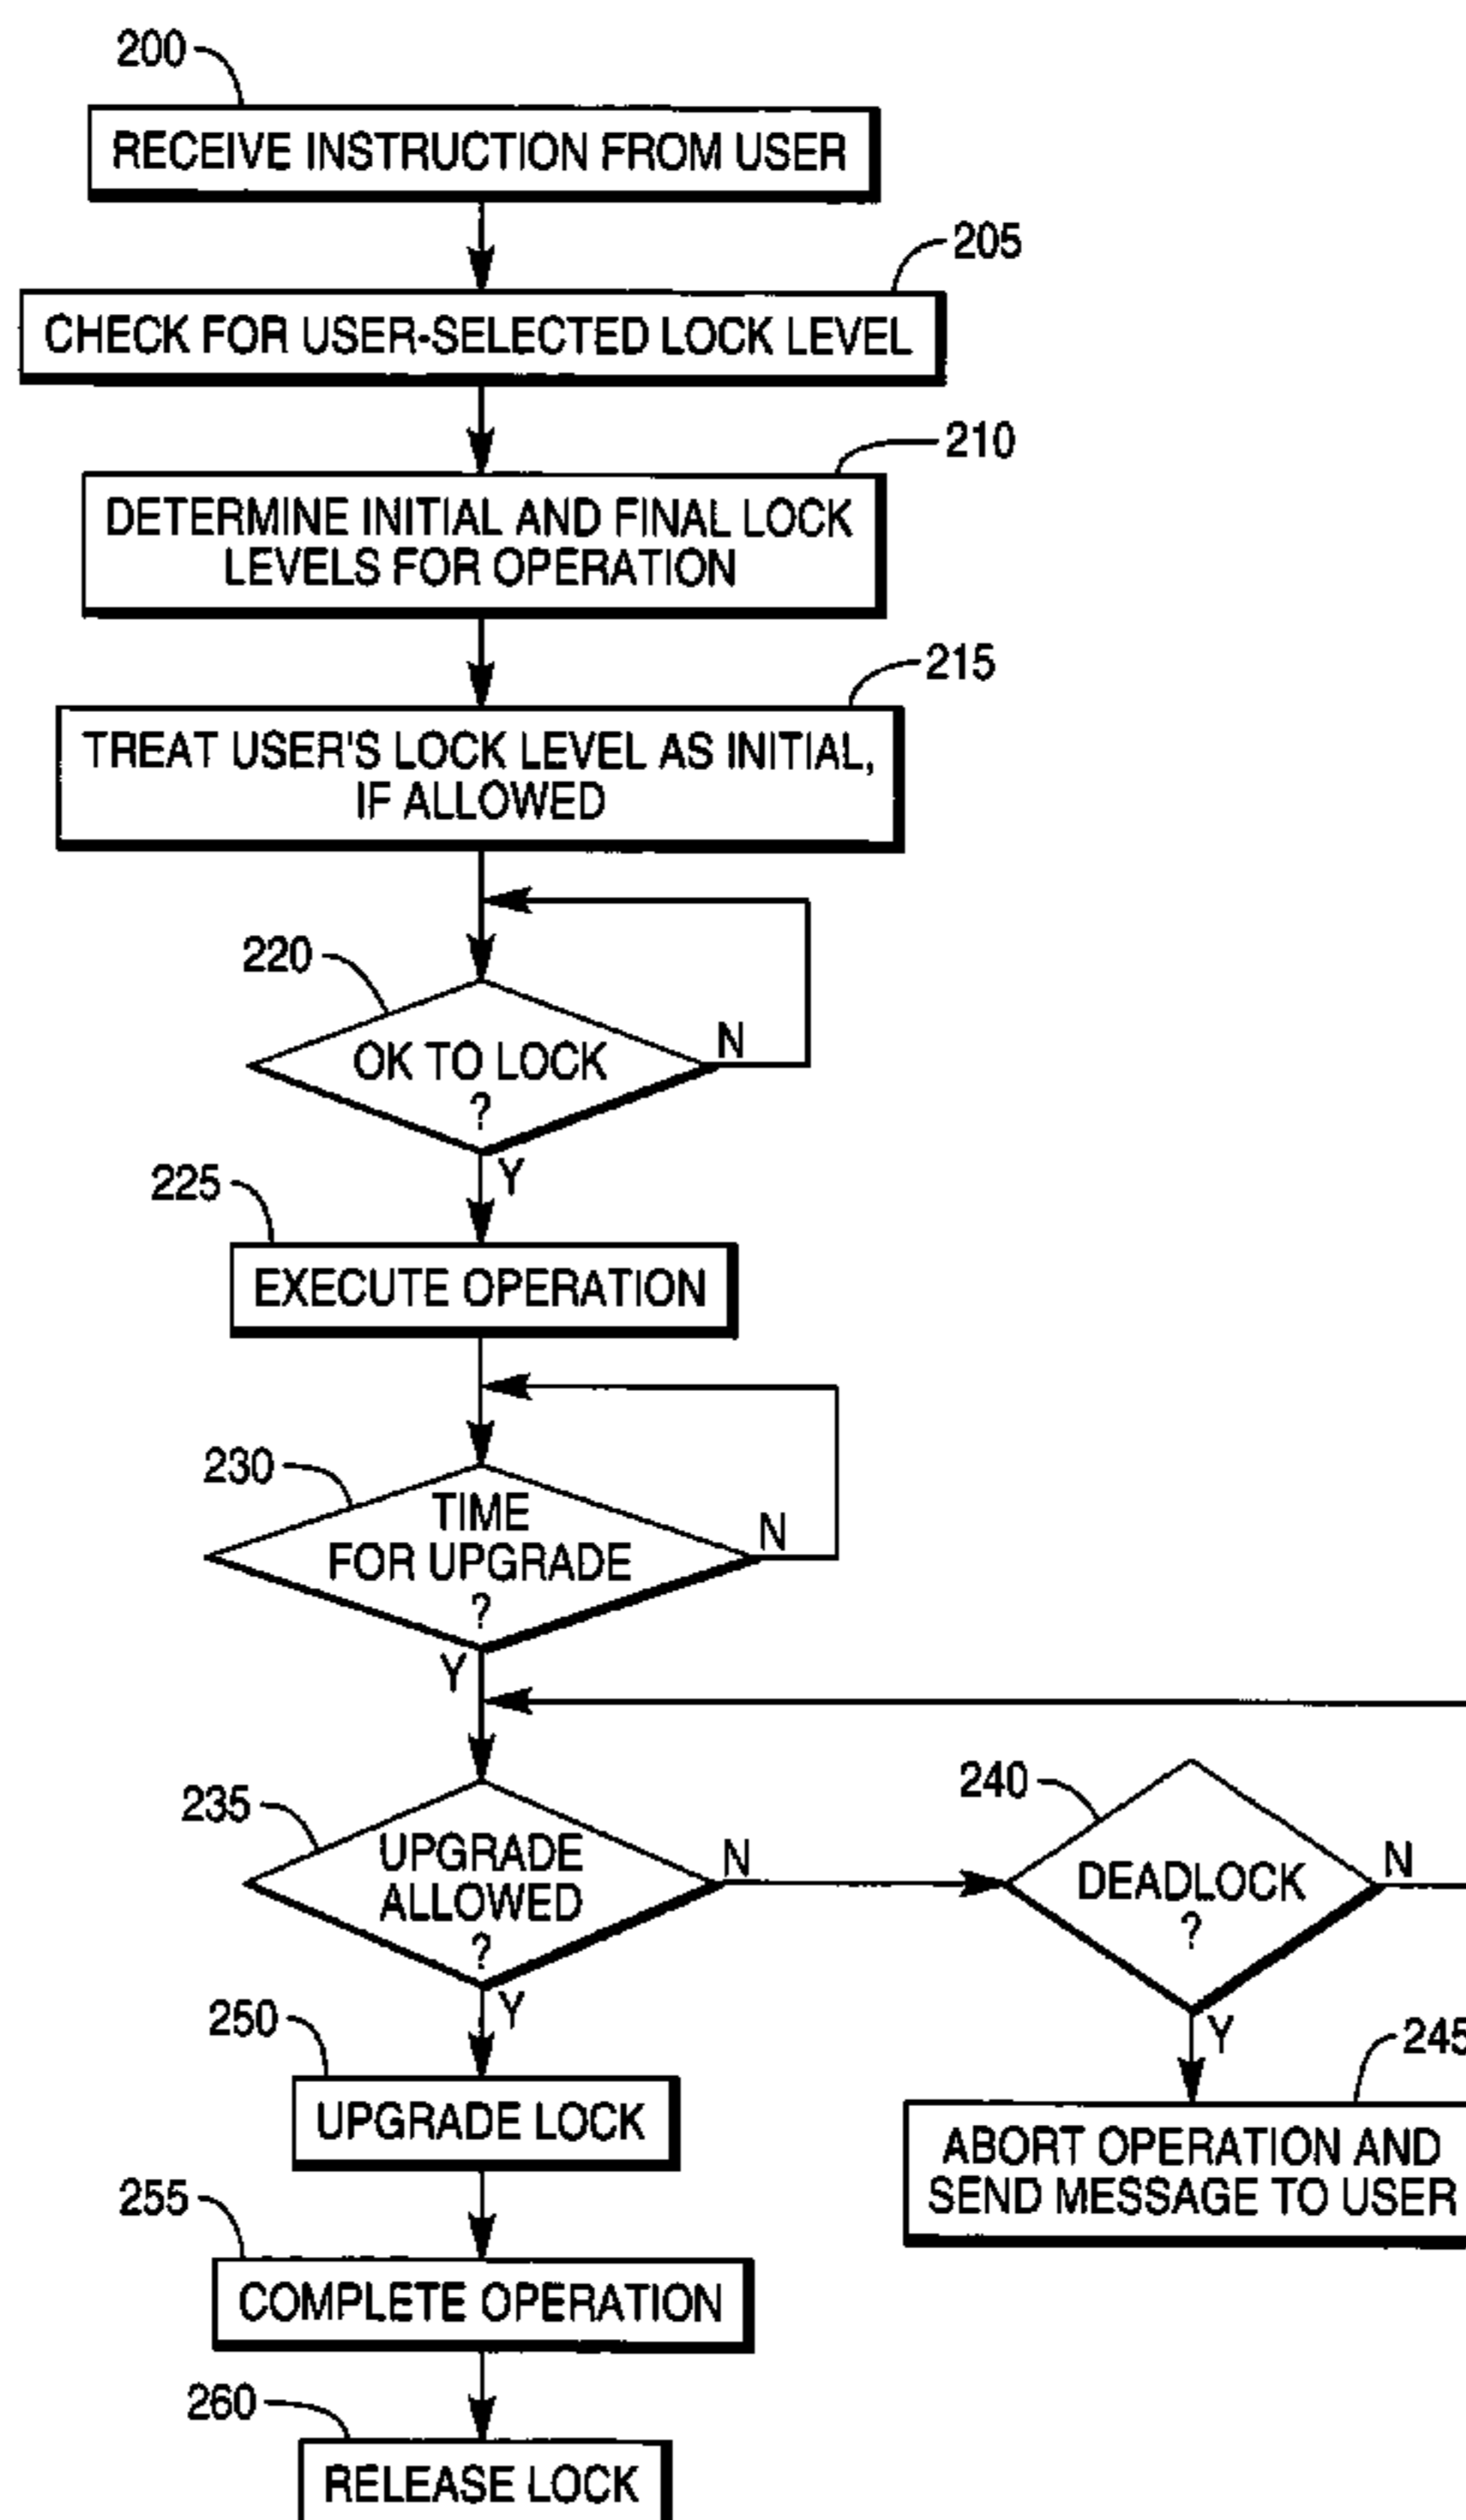 200
RECEIVE INSTRUCTION FROM USER
205
CHECK FOR USER-SELECTED LOCK LEVEL
210
DETERMINE INITIAL AND FINAL LOCK
LEVELS FOR OPERATION
215
TREAT USER'S LOCK LEVEL AS INITIAL,
IF ALLOWED
220
OK TO LOCK
?
N
Y
225
EXECUTE OPERATION
230
TIME
FOR UPGRADE
?
N
Y
235
UPGRADE
ALLOWED
?
N
Y
240
DEADLOCK
?
N
Y
245
ABORT OPERATION AND
SEND MESSAGE TO USER
250
UPGRADE LOCK
255
COMPLETE OPERATION
260
RELEASE LOCK